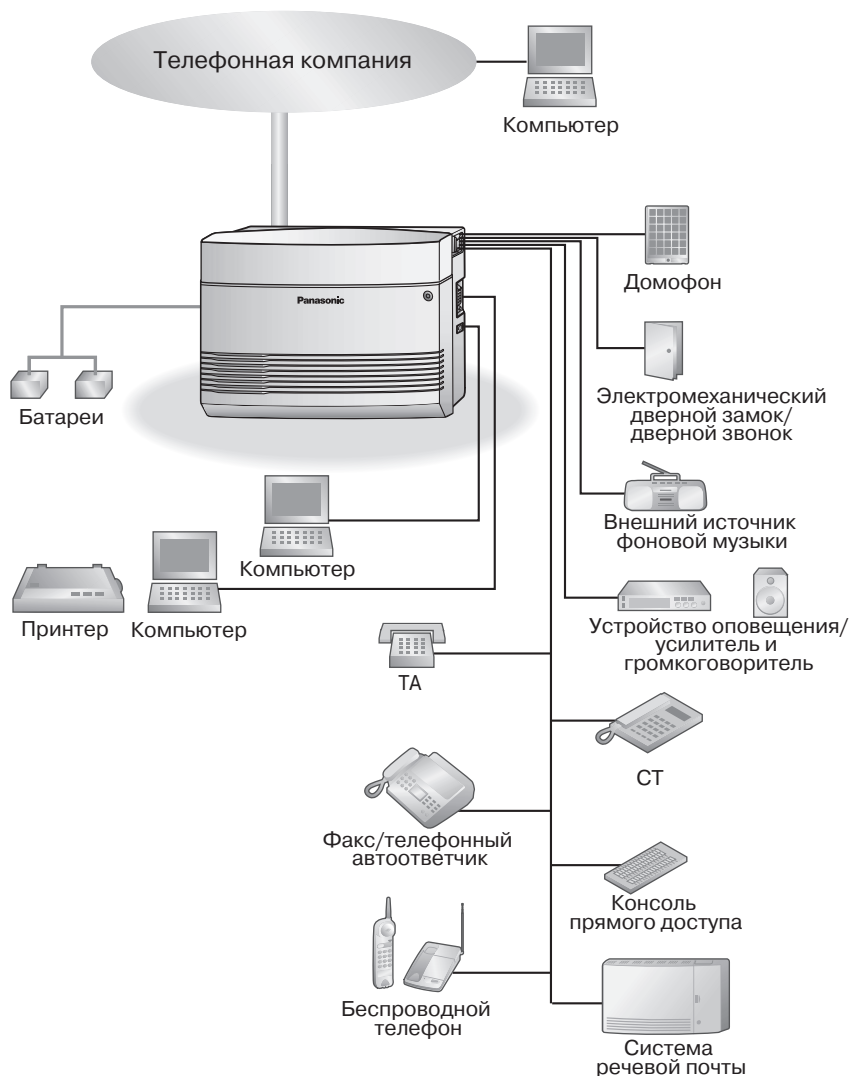 Телефонная компания
Компьютер
Panasonic
Домофон
Электромеханический
дверной замок/
дверной звонок
Батареи
Внешний источник
фоновой музыки
Компьютер
Принтер
Компьютер
Устройство оповещения/
усилитель и
громкоговоритель
ТА
СТ
Факс/телефонный
автоответчик
Консоль
прямого доступа
Беспроводной
телефон
Система
речевой почты